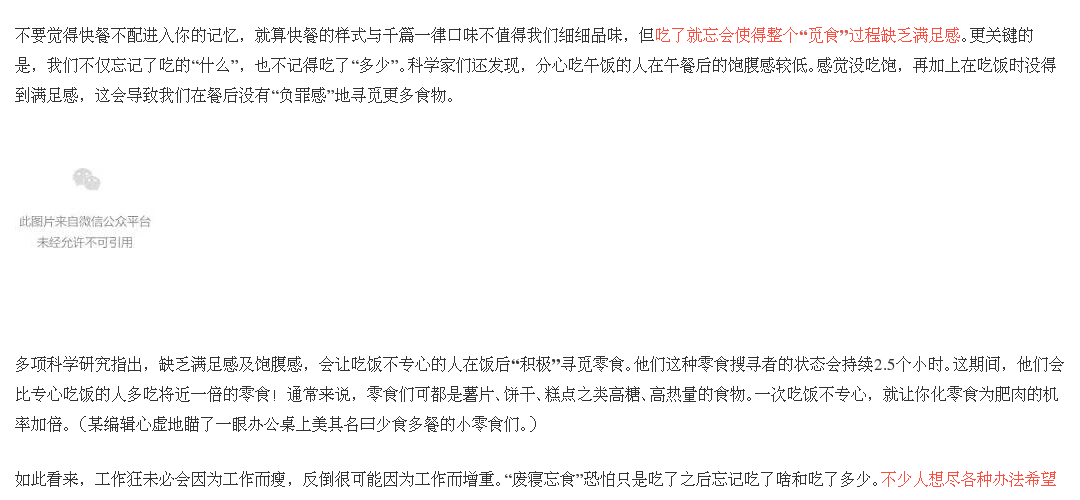 不要觉得快餐不配进入你的记忆，就算快餐的样式与千篇一律口味不值得我们细细品味，但吃了就忘会使得整个“觅食”过程缺乏满足感。更关键的
是，我们不仅忘记了吃的“什么”，也不记得吃了“多少”。科学家们还发现，分心吃午饭的人在午餐后的饱腹感较低。感觉没吃饱，再加上在吃饭时没得
到满足感，这会导致我们在餐后没有“负罪感”地寻觅更多食物。
此图片来自微信公众平台
未经允许不可引用
多项科学研究指出，缺乏满足感及饱腹感，会让吃饭不专心的人在饭后“积极”寻觅零食。他们这种零食搜寻者的状态会持续2.5个小时。这期间，他们会
比专心吃饭的人多吃将近一倍的零食！通常来说，零食们可都是薯片、饼干、糕点之类高糖、高热量的食物。一次吃饭不专心，就让你化零食为肥肉的机
率加倍。（某编辑心虚地瞄了一眼办公桌上美其名曰少食多餐的小零食们。）
如此看来，工作狂未必会因为工作而瘦，反倒很可能因为工作而增重。“废寝忘食”恐怕只是吃了之后忘记吃了啥和吃了多少。不少人想尽各种办法希望